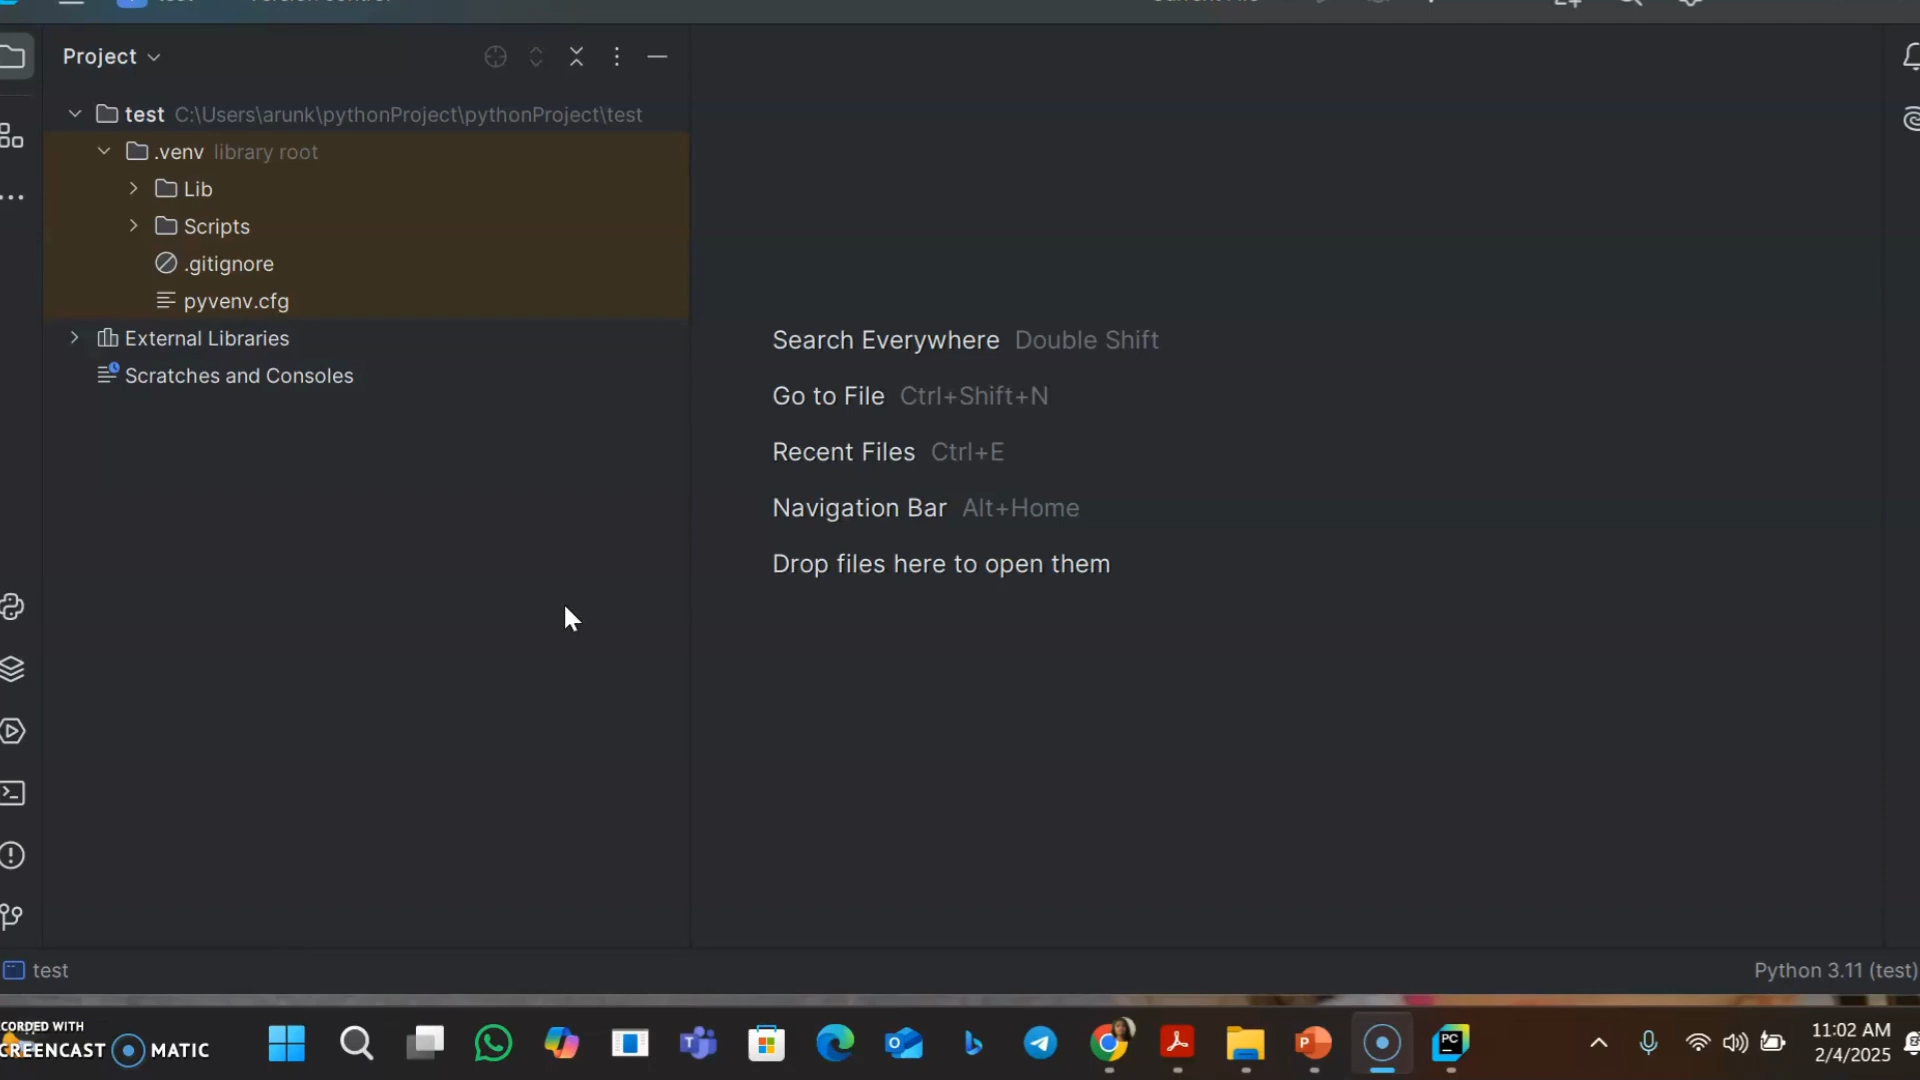 Project
test C:\Users\arunk\pythonProject\pythonProject\test
.venv library root
Lib
Scripts
.gitignore
pyvenv.cfg
External Libraries
Scratches and Consoles
Search Everywhere Double Shift
Go to File Ctrl+Shift+N
Recent Files Ctrl+E
Navigation Bar Alt+Home
Drop files here to open them
test
Python 3.11 (test)
CORDED WITH
CREENCAST MATIC
11:02 AM
2/4/2025